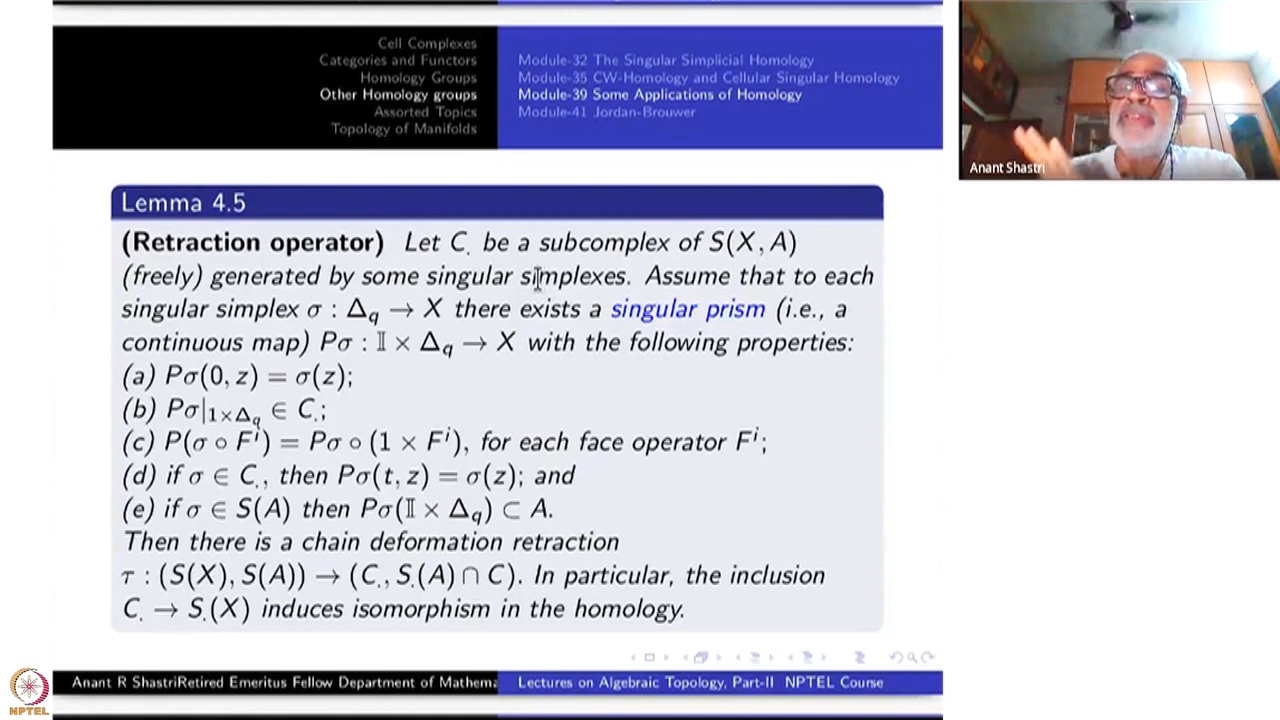 Cell Complexes
Categories and Functors
Homology Groups
Other Homology groups
Assorted Topics
Topology of Manifolds
Module-32 The Singular Simplicial Homology
Module-35 CW-Homology and Cellular Singular Homology
Module-39 Some Applications of Homology
Module-41 Jordan-Brouwer
Anant Shastri
Lemma 4.5
(Retraction operator) Let C. be a subcomplex of S(X, A)
(freely) generated by some singular simplexes. Assume that to each
singular simplex σ : Δ_q → X there exists a singular prism (i.e., a
continuous map) Pσ : 𝕀 × Δ_q → X with the following properties:
(a) Pσ(0, z) = σ(z);
(b) Pσ|_{1×Δ_q} ∈ C.;
(c) P(σ ∘ F^i) = Pσ ∘ (1 × F^i), for each face operator F^i;
(d) if σ ∈ C., then Pσ(t, z) = σ(z); and
(e) if σ ∈ S(A) then Pσ(𝕀 × Δ_q) ⊂ A.
Then there is a chain deformation retraction
τ : (S(X), S(A)) → (C., S.(A) ∩ C). In particular, the inclusion
C. → S.(X) induces isomorphism in the homology.
Anant R ShastriRetired Emeritus Fellow Department of Mathema
Lectures on Algebraic Topology, Part-II NPTEL Course
NPTEL